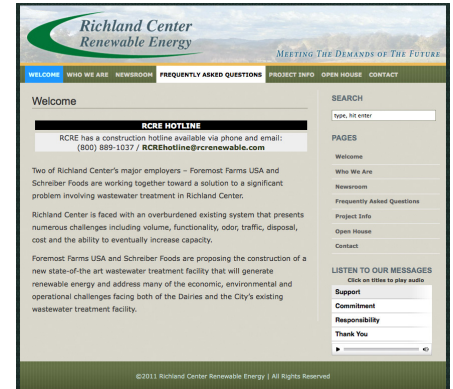 Richland Center
Renewable Energy
MEETING THE DEMANDS OF THE FUTURE
WELCOME WHO WE ARE NEWSROOM FREQUENTLY ASKED QUESTIONS PROJECT INFO OPEN HOUSE CONTACT
Welcome
RCRE HOTLINE
RCRE has a construction hotline available via phone and email:
(800) 889-1037 / RCREhotline@rcrenewable.com
Two of Richland Center's major employers – Foremost Farms USA and
Schreiber Foods are working together toward a solution to a significant
problem involving wastewater treatment in Richland Center.
Richland Center is faced with an overburdened existing system that presents
numerous challenges including volume, functionality, odor, traffic, disposal,
cost and the ability to eventually increase capacity.
Foremost Farms USA and Schreiber Foods are proposing the construction of a
new state-of-the art wastewater treatment facility that will generate
renewable energy and address many of the economic, environmental and
operational challenges facing both of the Dairies and the City's existing
wastewater treatment facility.
SEARCH
type, hit enter
PAGES
Welcome
Who We Are
Newsroom
Frequently Asked Questions
Project Info
Open House
Contact
LISTEN TO OUR MESSAGES
Click on titles to play audio
Support
Commitment
Responsibility
Thank You
©2011 Richland Center Renewable Energy | All Rights Reserved